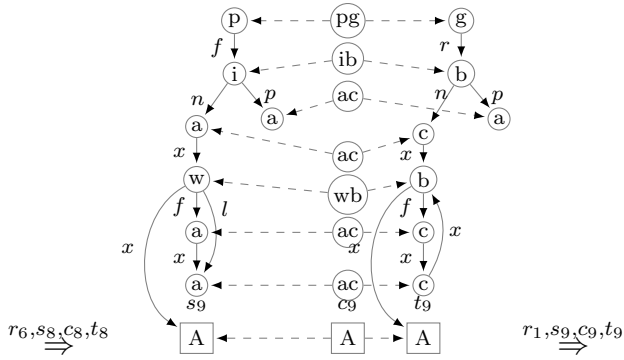 p pg g
f r
ib
i b
n p ac n p
a a
a c
x ac x
w b
wb
f l f
x a ac x c x
x x
a ac c
s9 c9 t9
r6,s8,c8,t8 r1,s9,c9,t9
⇒ A A A ⇒